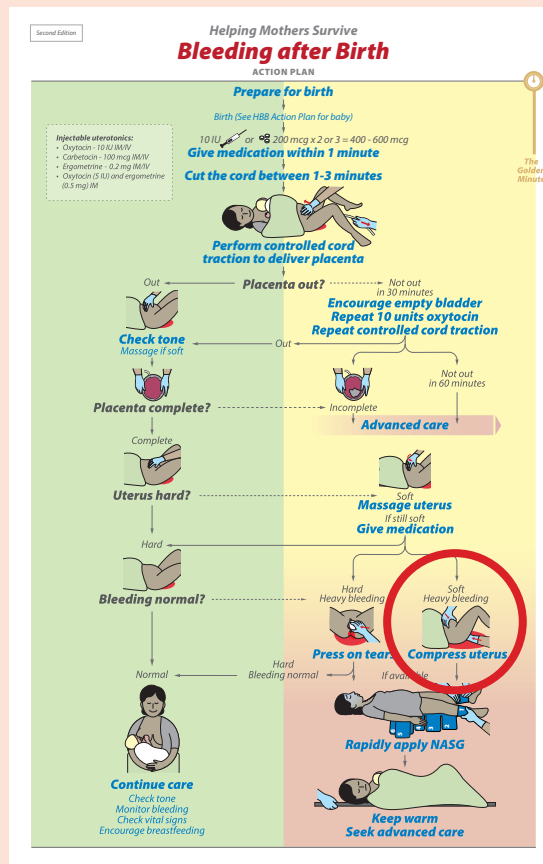 Second Edition
Helping Mothers Survive
Bleeding after Birth
ACTION PLAN
Prepare for birth
Birth (See HBB Action Plan for baby)
Injectable uterotonics:
• Oxytocin - 10 IU IM/IV
• Carbetocin - 100 mcg IM/IV
• Ergometrine – 0.2 mg IM/IV
• Oxytocin (5 IU) and ergometrine
(0.5 mg) IM
10 IU or 200 mcg x 2 or 3 = 400 - 600 mcg
Give medication within 1 minute
The
Golden
Minute
Cut the cord between 1-3 minutes
Perform controlled cord
traction to deliver placenta
Out
Placenta out?
Not out
in 30 minutes
Encourage empty bladder
Repeat 10 units oxytocin
Repeat controlled cord traction
Check tone
Massage if soft
Out
Not out
in 60 minutes
Placenta complete?
Incomplete
Advanced care
Complete
Uterus hard?
Soft
Massage uterus
If still soft
Give medication
Hard
Bleeding normal?
Hard
Heavy bleeding
Soft
Heavy bleeding
Press on tears
Compress uterus
Normal
Hard
Bleeding normal
If available
5
4
3
2
Rapidly apply NASG
Continue care
Check tone
Monitor bleeding
Check vital signs
Encourage breastfeeding
Keep warm
Seek advanced care